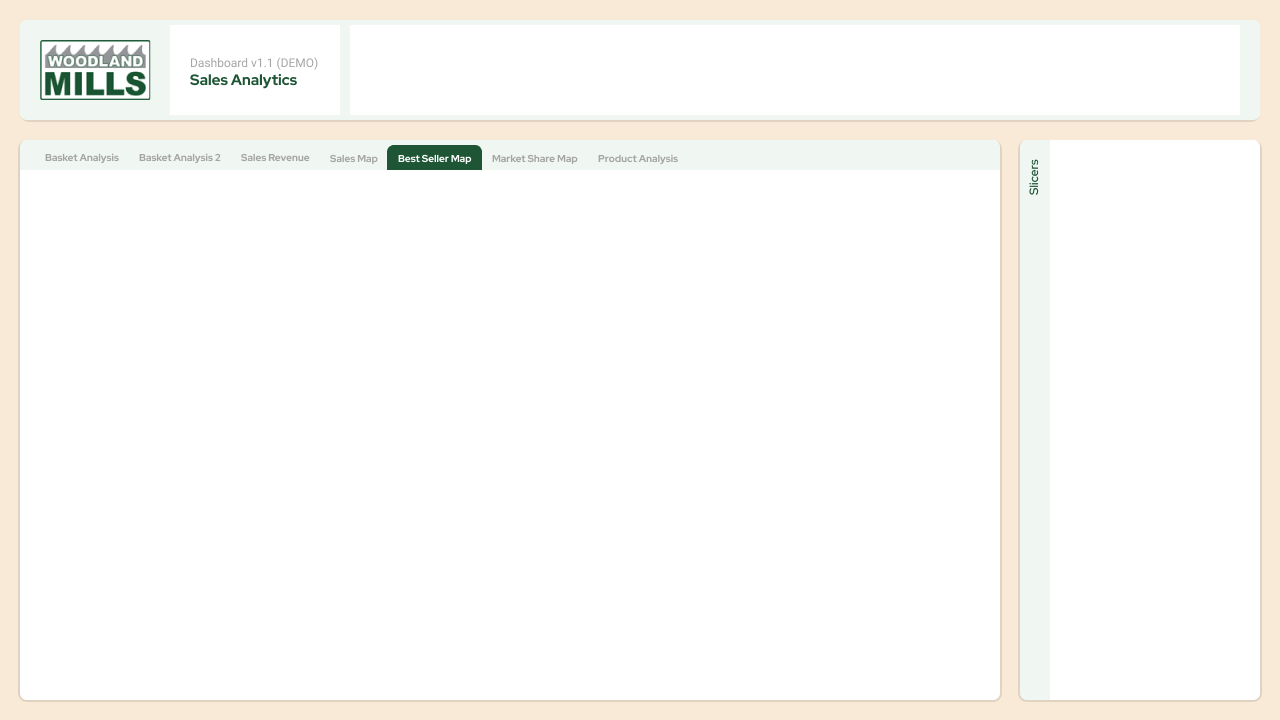 WOODLAND
MILLS
Dashboard v1.1 (DEMO)
Sales Analytics
Basket Analysis
Basket Analysis 2
Sales Revenue
Sales Map
Best Seller Map
Market Share Map
Product Analysis
Slicers